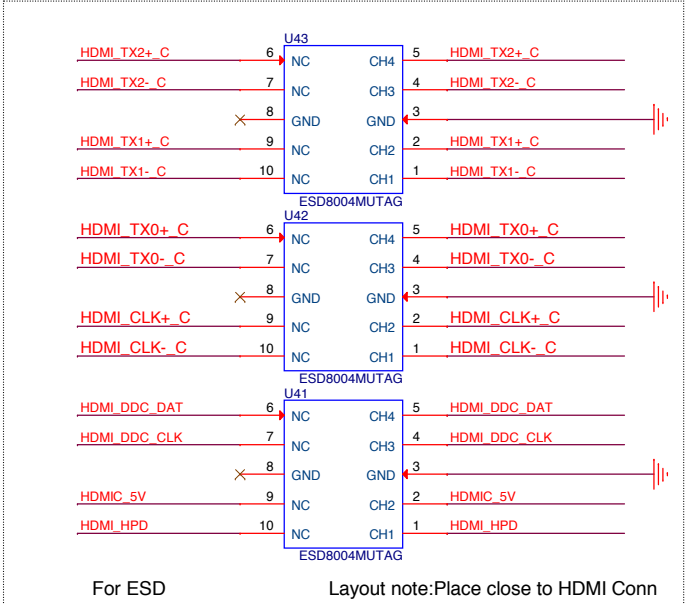 U43
HDMI_TX2+_C 6 NC CH4 5 HDMI_TX2+_C
HDMI_TX2-_C 7 NC CH3 4 HDMI_TX2-_C
8 GND GND 3
HDMI_TX1+_C 9 NC CH2 2 HDMI_TX1+_C
HDMI_TX1-_C 10 NC CH1 1 HDMI_TX1-_C
ESD8004MUTAG
U42
HDMI_TX0+_C 6 NC CH4 5 HDMI_TX0+_C
HDMI_TX0-_C 7 NC CH3 4 HDMI_TX0-_C
8 GND GND 3
HDMI_CLK+_C 9 NC CH2 2 HDMI_CLK+_C
HDMI_CLK-_C 10 NC CH1 1 HDMI_CLK-_C
ESD8004MUTAG
U41
HDMI_DDC_DAT 6 NC CH4 5 HDMI_DDC_DAT
HDMI_DDC_CLK 7 NC CH3 4 HDMI_DDC_CLK
8 GND GND 3
HDMIC_5V 9 NC CH2 2 HDMIC_5V
HDMI_HPD 10 NC CH1 1 HDMI_HPD
ESD8004MUTAG
For ESD Layout note:Place close to HDMI Conn